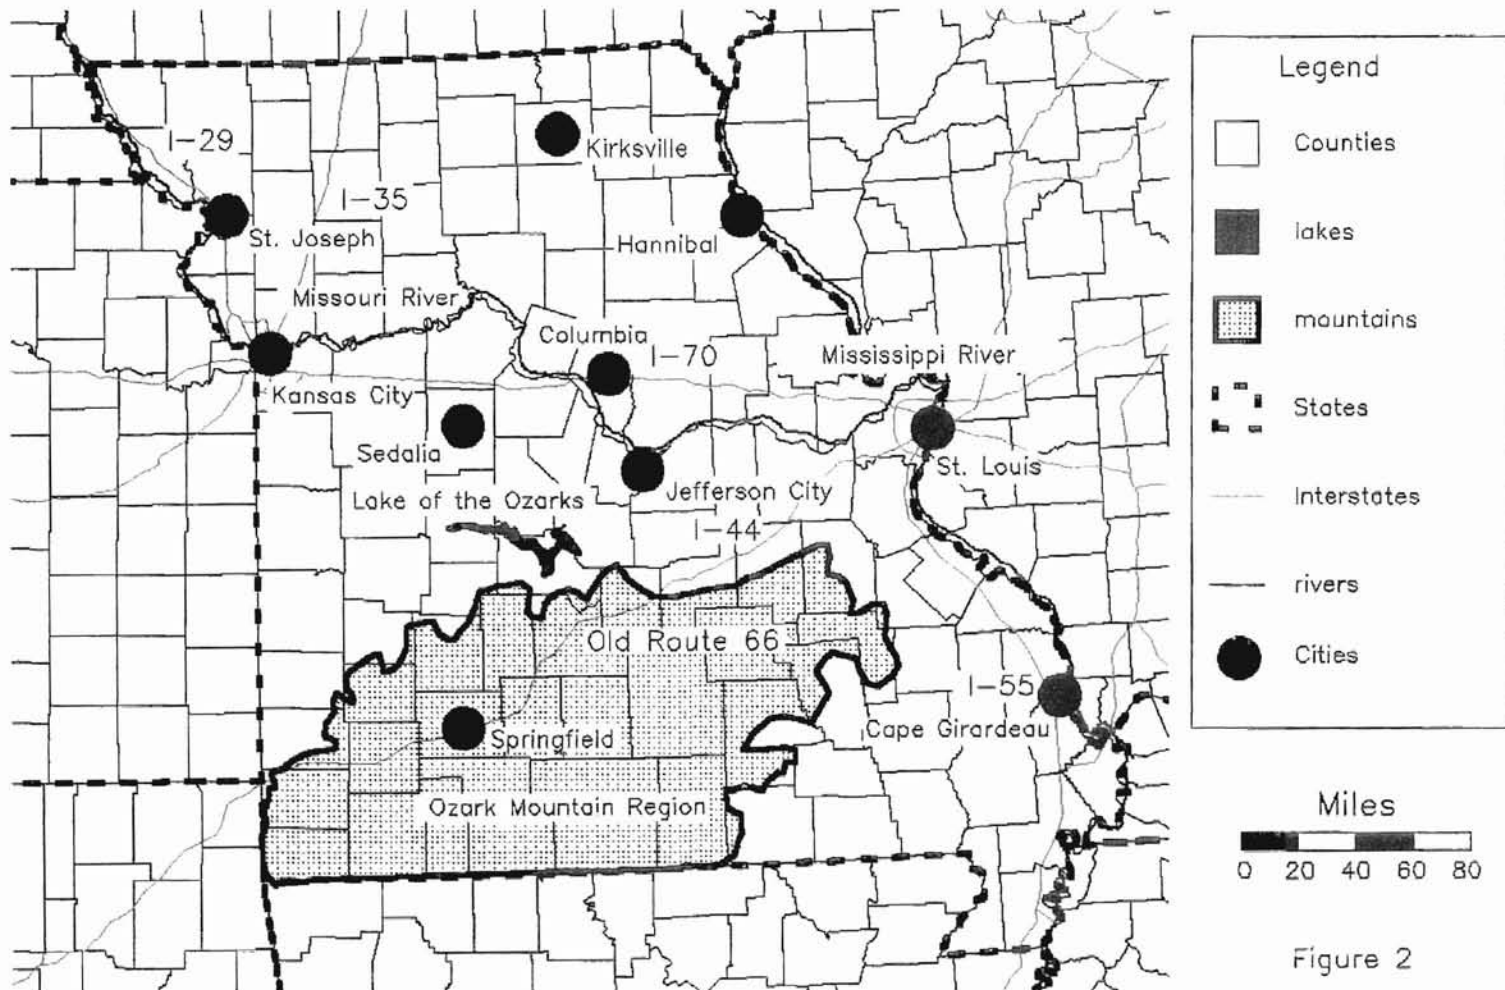 I-29
Kirksville
I-35
St. Joseph
Hannibal
Missouri River
Columbia
I-70
Mississippi River
Kansas City
Sedalia
St. Louis
Jefferson City
Lake of the Ozarks
I-44
Old Route 66
I-55
Cape Girardeau
Springfield
Ozark Mountain Region
Legend
Counties
lakes
mountains
States
Interstates
rivers
Cities
Miles
0 20 40 60 80
Figure 2